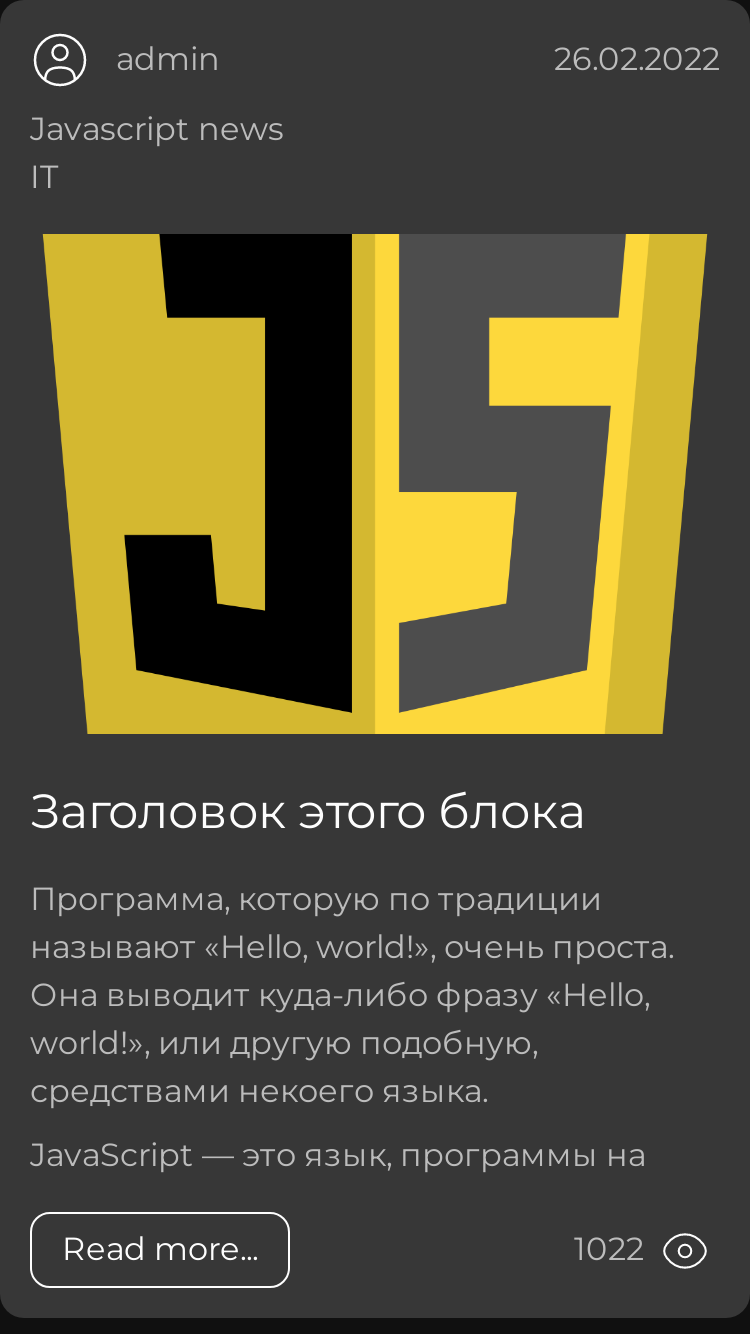 admin
26.02.2022
Javascript news
IT
JS
Заголовок этого блока
Программа, которую по традиции
называют «Hello, world!», очень проста.
Она выводит куда-либо фразу «Hello,
world!», или другую подобную,
средствами некоего языка.
JavaScript — это язык, программы на
Read more...
1022